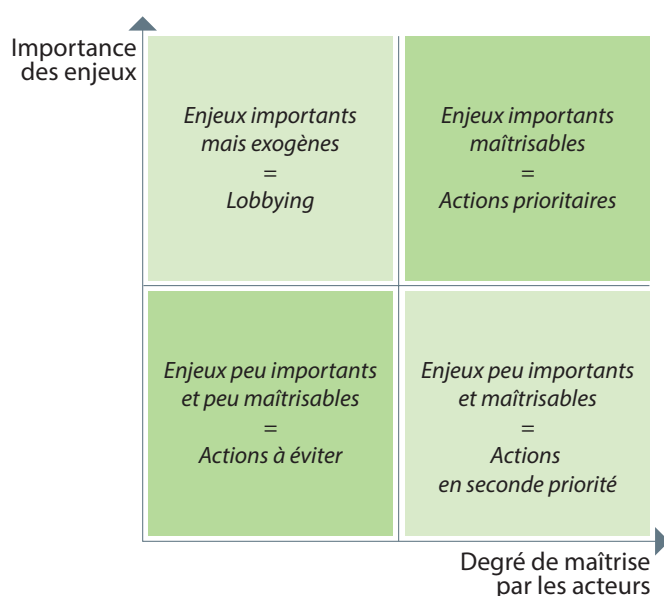 Importance
des enjeux
Enjeux importants
mais exogènes
=
Lobbying
Enjeux importants
maîtrisables
=
Actions prioritaires
Enjeux peu importants
et peu maîtrisables
=
Actions à éviter
Enjeux peu importants
et maîtrisables
=
Actions
en seconde priorité
Degré de maîtrise
par les acteurs